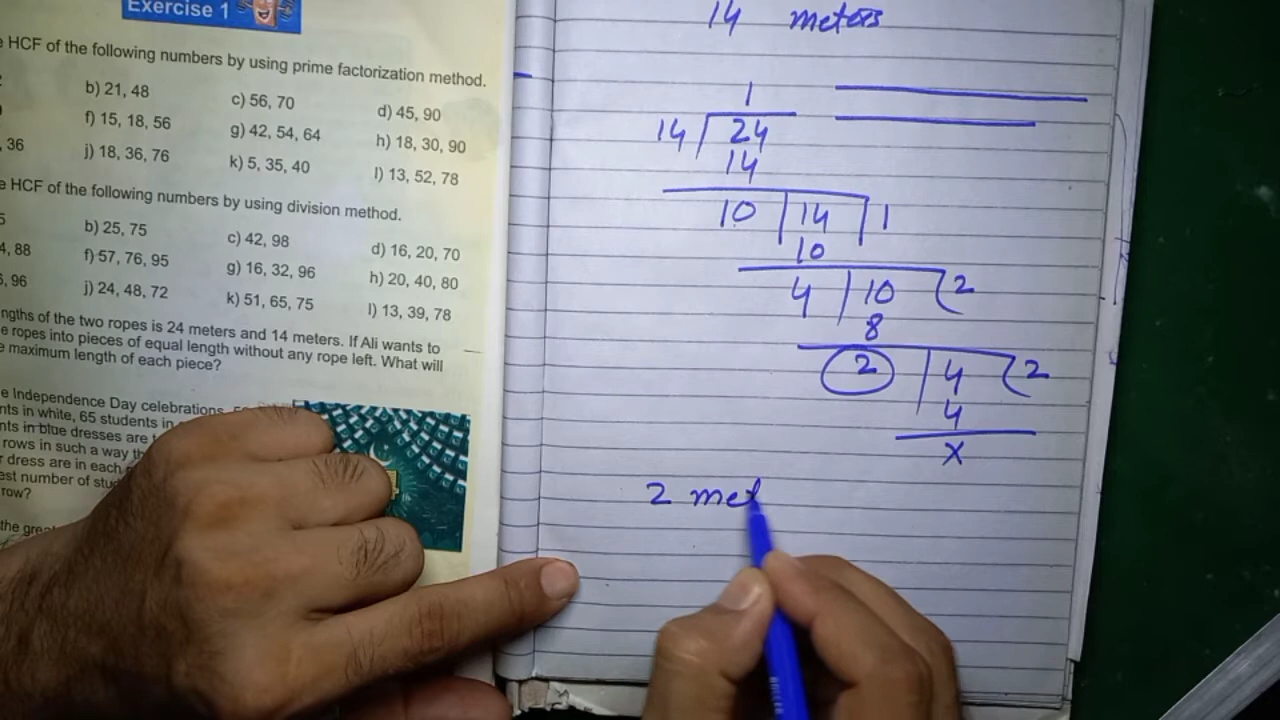 Exercise 1
HCF of the following numbers by using prime factorization method.
b) 21, 48
c) 56, 70
d) 45, 90
f) 15, 18, 56
g) 42, 54, 64
h) 18, 30, 90
, 36
j) 18, 36, 76
k) 5, 35, 40
l) 13, 52, 78
e HCF of the following numbers by using division method.
5
b) 25, 75
c) 42, 98
d) 16, 20, 70
4, 88
f) 57, 76, 95
g) 16, 32, 96
h) 20, 40, 80
, 96
j) 24, 48, 72
k) 51, 65, 75
l) 13, 39, 78
ngths of the two ropes is 24 meters and 14 meters. If Ali wants to
e ropes into pieces of equal length without any rope left. What will
e maximum length of each piece?
e Independence Day celebrations,
nts in white, 65 students in
nts in blue dresses are
rows in such a way
r dress are in each
est number of
row?
the
14 meters
1
14 24
14
10 14 1
10
4 10 2
8
2 4 2
4
x
2 met